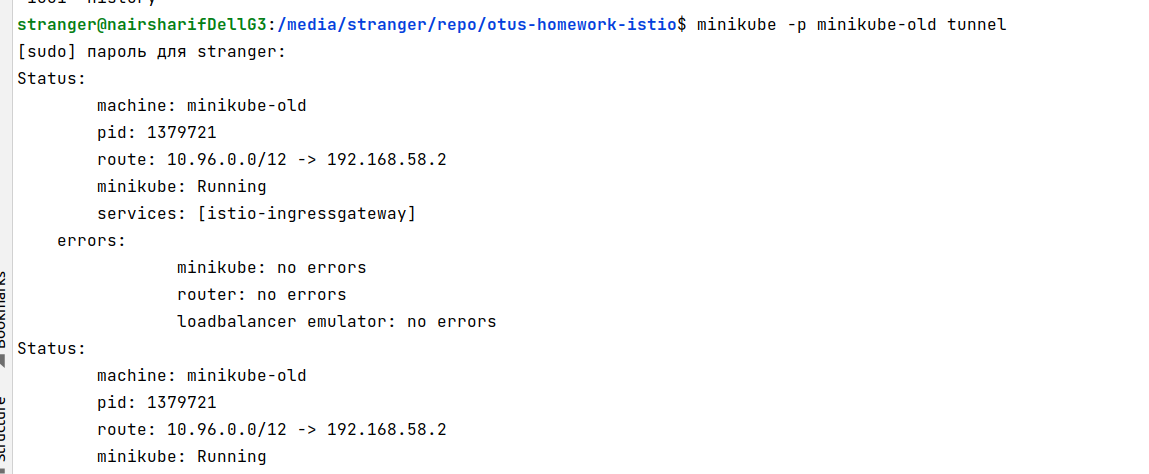 stranger@nairsharifDellG3:/media/stranger/repo/otus-homework-istio$ minikube -p minikube-old tunnel
[sudo] пароль для stranger:
Status:
machine: minikube-old
pid: 1379721
route: 10.96.0.0/12 -> 192.168.58.2
minikube: Running
services: [istio-ingressgateway]
errors:
minikube: no errors
router: no errors
loadbalancer emulator: no errors
Status:
machine: minikube-old
pid: 1379721
route: 10.96.0.0/12 -> 192.168.58.2
minikube: Running
Bookmarks
Structure